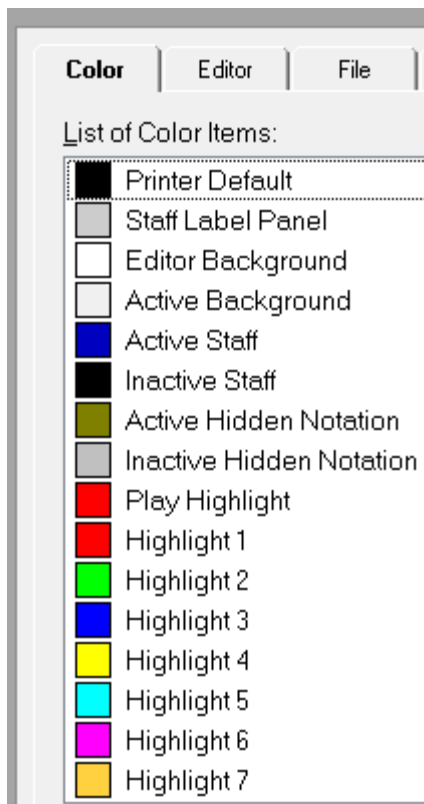 Color Editor File
List of Color Items:
Printer Default
Staff Label Panel
Editor Background
Active Background
Active Staff
Inactive Staff
Active Hidden Notation
Inactive Hidden Notation
Play Highlight
Highlight 1
Highlight 2
Highlight 3
Highlight 4
Highlight 5
Highlight 6
Highlight 7